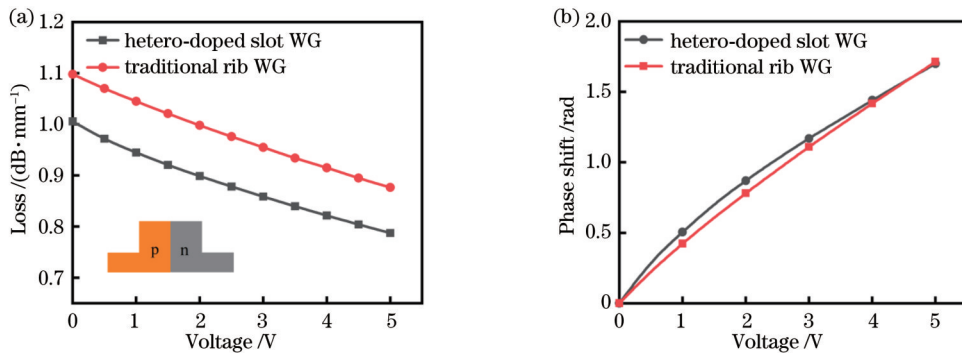 (a)
1.2
1.1
1.0
0.9
0.8
0.7
Loss /(dB·mm⁻¹)
hetero-doped slot WG
traditional rib WG
p n
0 1 2 3 4 5
Voltage /V
(b)
1.5
1.0
0.5
0
Phase shift /rad
hetero-doped slot WG
traditional rib WG
0 1 2 3 4 5
Voltage /V